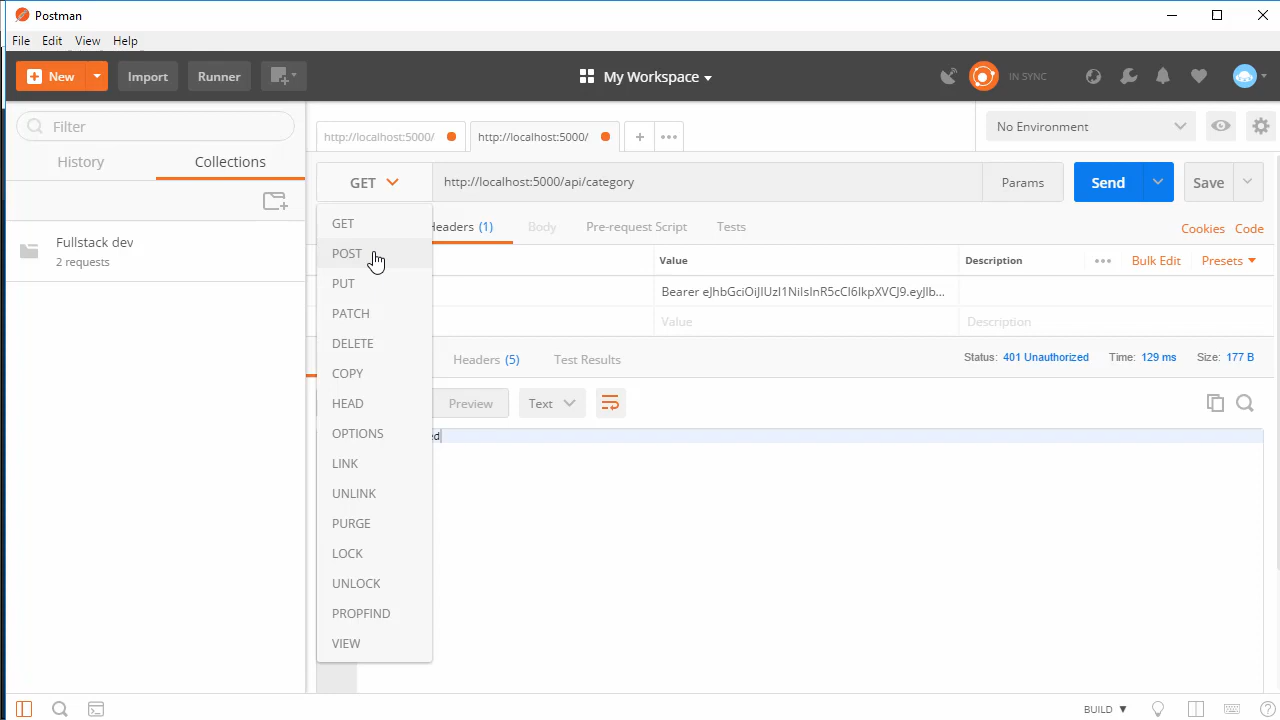 Postman
File Edit View Help
New Import Runner My Workspace IN SYNC
Filter
History Collections
Fullstack dev
2 requests
http://localhost:5000/ http://localhost:5000/ + No Environment
GET http://localhost:5000/api/category Params Send Save
Headers (1) Body Pre-request Script Tests Cookies Code
Value Description Bulk Edit Presets
Bearer eJhbGciOiJIUzI1NiIsInR5cCI6IkpXVCJ9.eyJlb...
Value Description
Headers (5) Test Results Status: 401 Unauthorized Time: 129 ms Size: 177 B
Preview Text
ed
GET
POST
PUT
PATCH
DELETE
COPY
HEAD
OPTIONS
LINK
UNLINK
PURGE
LOCK
UNLOCK
PROPFIND
VIEW
BUILD